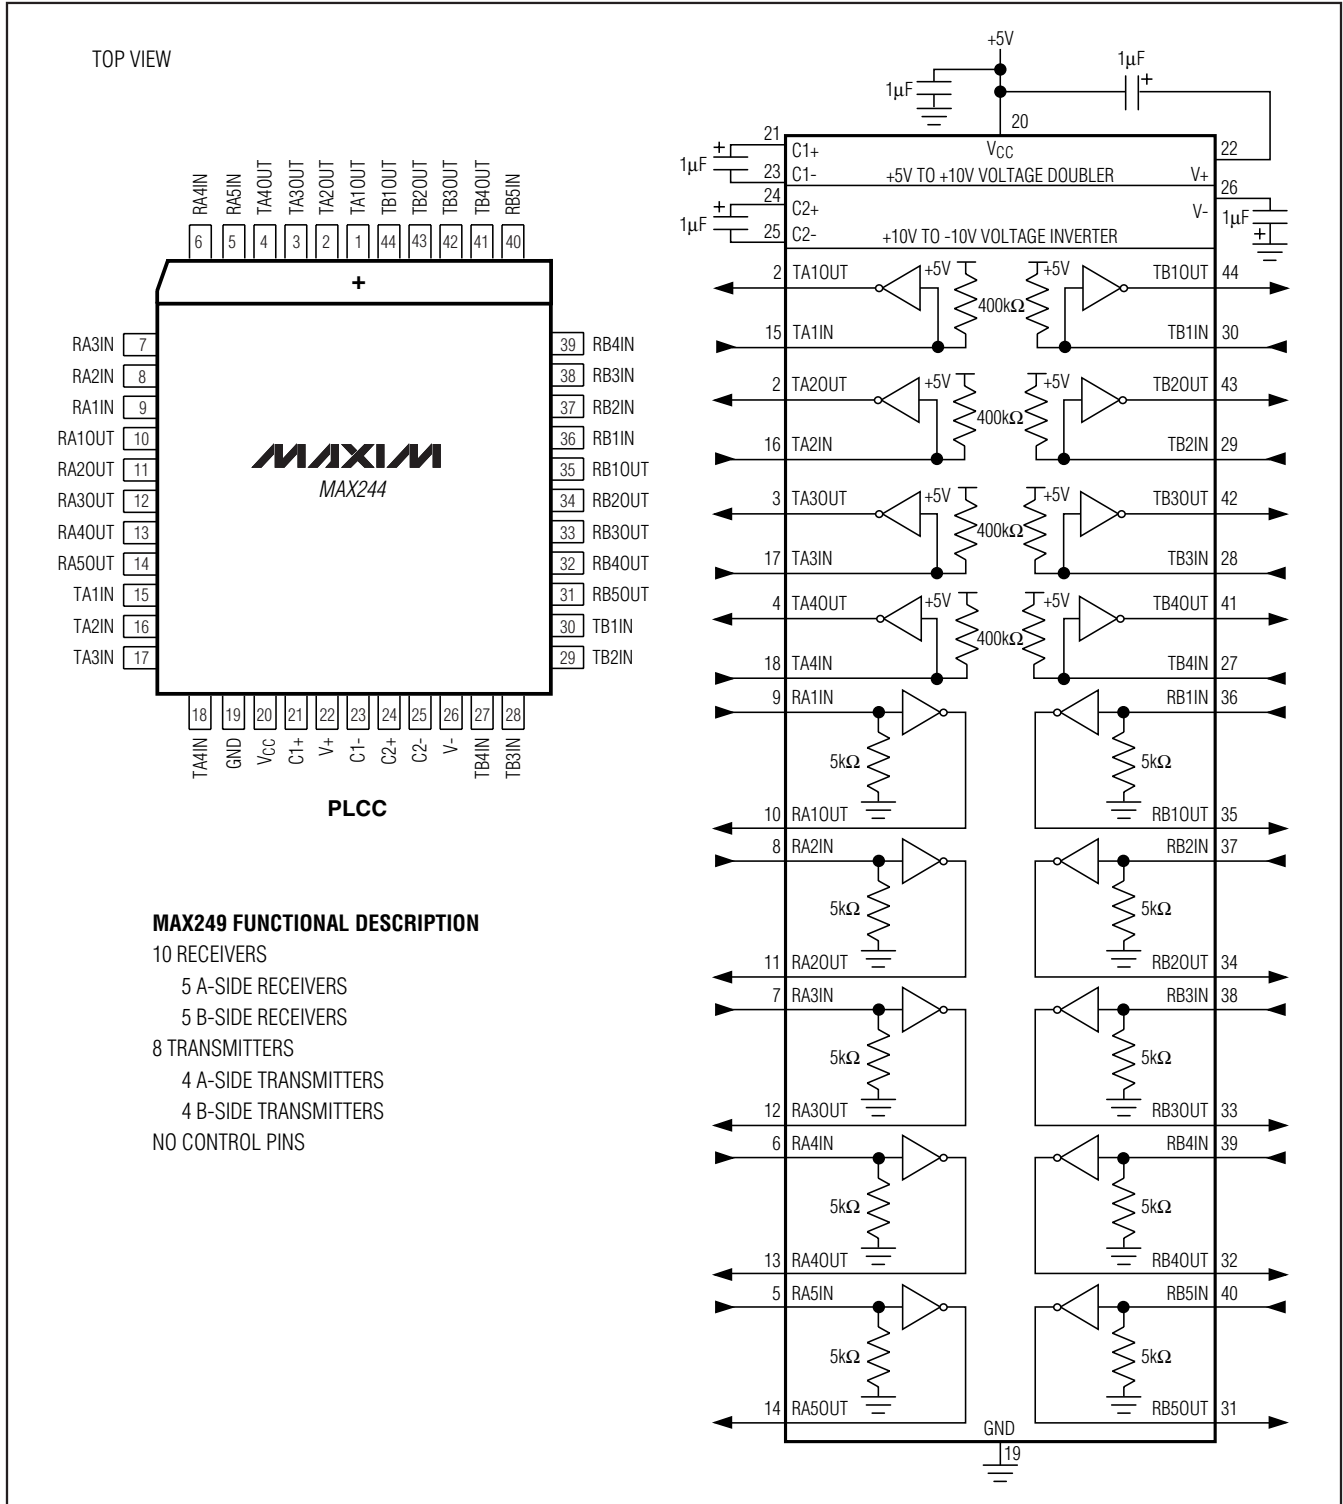 TOP VIEW
RA4IN
RA5IN
TA4OUT
TA3OUT
TA2OUT
TA1OUT
TB1OUT
TB2OUT
TB3OUT
TB4OUT
RB5IN
6 5 4 3 2 1 44 43 42 41 40
+
RA3IN 7
RA2IN 8
RA1IN 9
RA1OUT 10
RA2OUT 11
RA3OUT 12
RA4OUT 13
RA5OUT 14
TA1IN 15
TA2IN 16
TA3IN 17
39 RB4IN
38 RB3IN
37 RB2IN
36 RB1IN
35 RB1OUT
34 RB2OUT
33 RB3OUT
32 RB4OUT
31 RB5OUT
30 TB1IN
29 TB2IN
MAXIM
MAX244
18 19 20 21 22 23 24 25 26 27 28
TA4IN
GND
VCC
C1+
V+
C1-
C2+
C2-
V-
TB4IN
TB3IN
PLCC
MAX249 FUNCTIONAL DESCRIPTION
10 RECEIVERS
5 A-SIDE RECEIVERS
5 B-SIDE RECEIVERS
8 TRANSMITTERS
4 A-SIDE TRANSMITTERS
4 B-SIDE TRANSMITTERS
NO CONTROL PINS
+5V
1µF
1µF +
20
VCC
21 C1+
+ 1µF
23 C1-
+5V TO +10V VOLTAGE DOUBLER
22
V+
24 C2+
+ 1µF
25 C2-
+10V TO -10V VOLTAGE INVERTER
26
V-
1µF +
2 TA1OUT +5V 400kΩ +5V TB1OUT 44
15 TA1IN TB1IN 30
2 TA2OUT +5V 400kΩ +5V TB2OUT 43
16 TA2IN TB2IN 29
3 TA3OUT +5V 400kΩ +5V TB3OUT 42
17 TA3IN TB3IN 28
4 TA4OUT +5V 400kΩ +5V TB4OUT 41
18 TA4IN TB4IN 27
9 RA1IN RB1IN 36
5kΩ 5kΩ
10 RA1OUT RB1OUT 35
8 RA2IN RB2IN 37
5kΩ 5kΩ
11 RA2OUT RB2OUT 34
7 RA3IN RB3IN 38
5kΩ 5kΩ
12 RA3OUT RB3OUT 33
6 RA4IN RB4IN 39
5kΩ 5kΩ
13 RA4OUT RB4OUT 32
5 RA5IN RB5IN 40
5kΩ 5kΩ
14 RA5OUT RB5OUT 31
GND
19